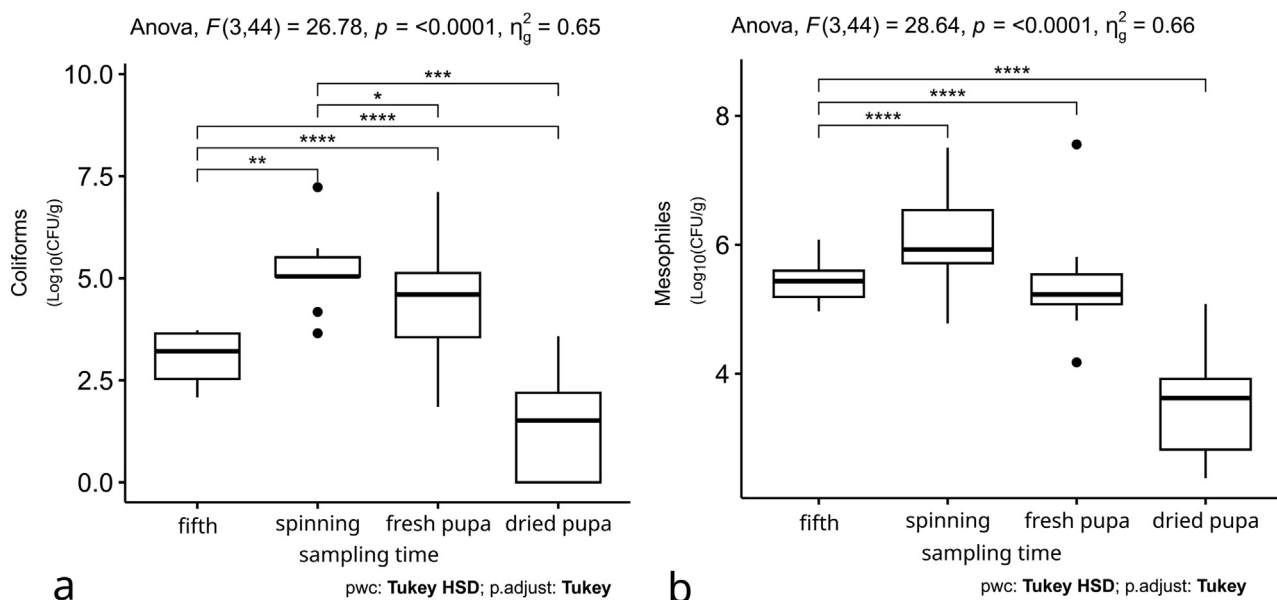 Anova, F(3,44) = 26.78, p = <0.0001, η²g = 0.65
Coliforms
(Log10(CFU/g)
10.0
7.5
5.0
2.5
0.0
***
*
****
****
**
fifth spinning fresh pupa dried pupa
sampling time
pwc: Tukey HSD; p.adjust: Tukey
a
Anova, F(3,44) = 28.64, p = <0.0001, η²g = 0.66
Mesophiles
(Log10(CFU/g)
8
6
4
****
****
****
fifth spinning fresh pupa dried pupa
sampling time
pwc: Tukey HSD; p.adjust: Tukey
b